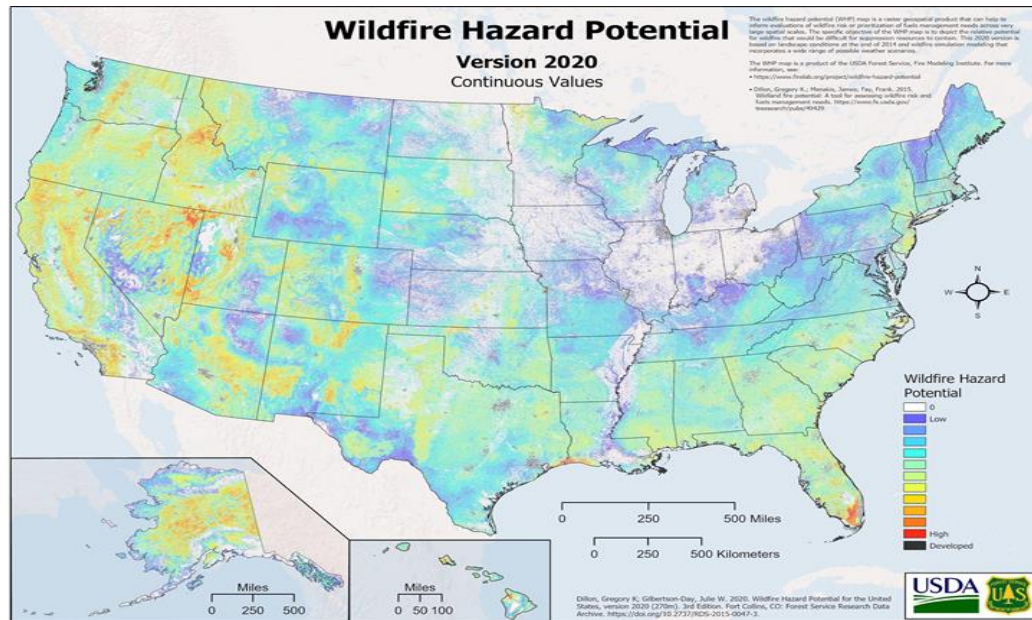 Wildfire Hazard Potential
Version 2020
Continuous Values
The wildfire hazard potential (WHP) map is a raster geospatial product that can help to
inform evaluations of wildfire risk or prioritization of fuels management needs across very
large spatial scales. The specific objective of the WHP map is to depict the relative potential
for wildfire that would be difficult for suppression resources to contain. This 2020 version is
based on landscape conditions at the end of 2014 and wildfire simulation modeling that
incorporates a wide range of possible weather scenarios.
The WHP map is a product of the USDA Forest Service, Fire Modeling Institute. For more
information, see:
• https://www.firelab.org/project/wildfire-hazard-potential
• Dillon, Gregory K.; Menakis, James; Fay, Frank. 2015.
Wildland fire potential: A tool for assessing wildfire risk and
fuels management needs. https://www.fs.usda.gov/
treesearch/pubs/49429
N
W
E
S
Wildfire Hazard
Potential
0
Low
High
Developed
0 250 500 Miles
0 250 500 Kilometers
Miles
0 250 500
Miles
0 50 100
Dillon, Gregory K; Gilbertson-Day, Julie W. 2020. Wildfire Hazard Potential for the United
States, version 2020 (270m). 3rd Edition. Fort Collins, CO: Forest Service Research Data
Archive. https://doi.org/10.2737/RDS-2015-0047-3.
USDA
UAS